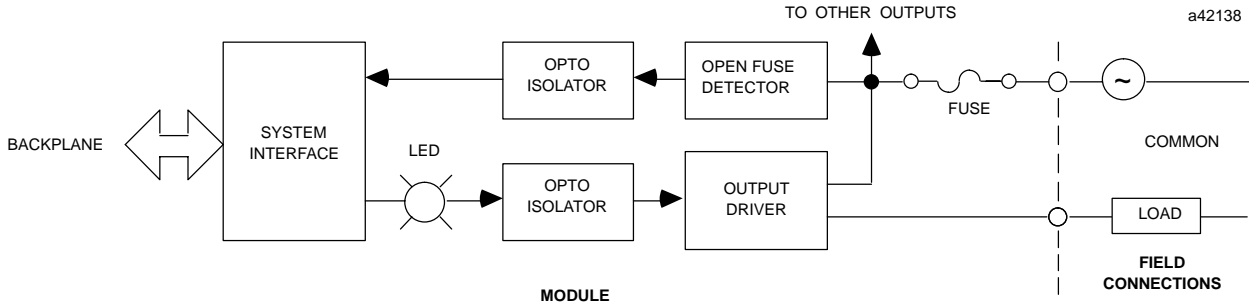 TO OTHER OUTPUTS
a42138
OPTO
ISOLATOR
OPEN FUSE
DETECTOR
FUSE
~
BACKPLANE
SYSTEM
INTERFACE
LED
COMMON
OPTO
ISOLATOR
OUTPUT
DRIVER
LOAD
MODULE
FIELD
CONNECTIONS